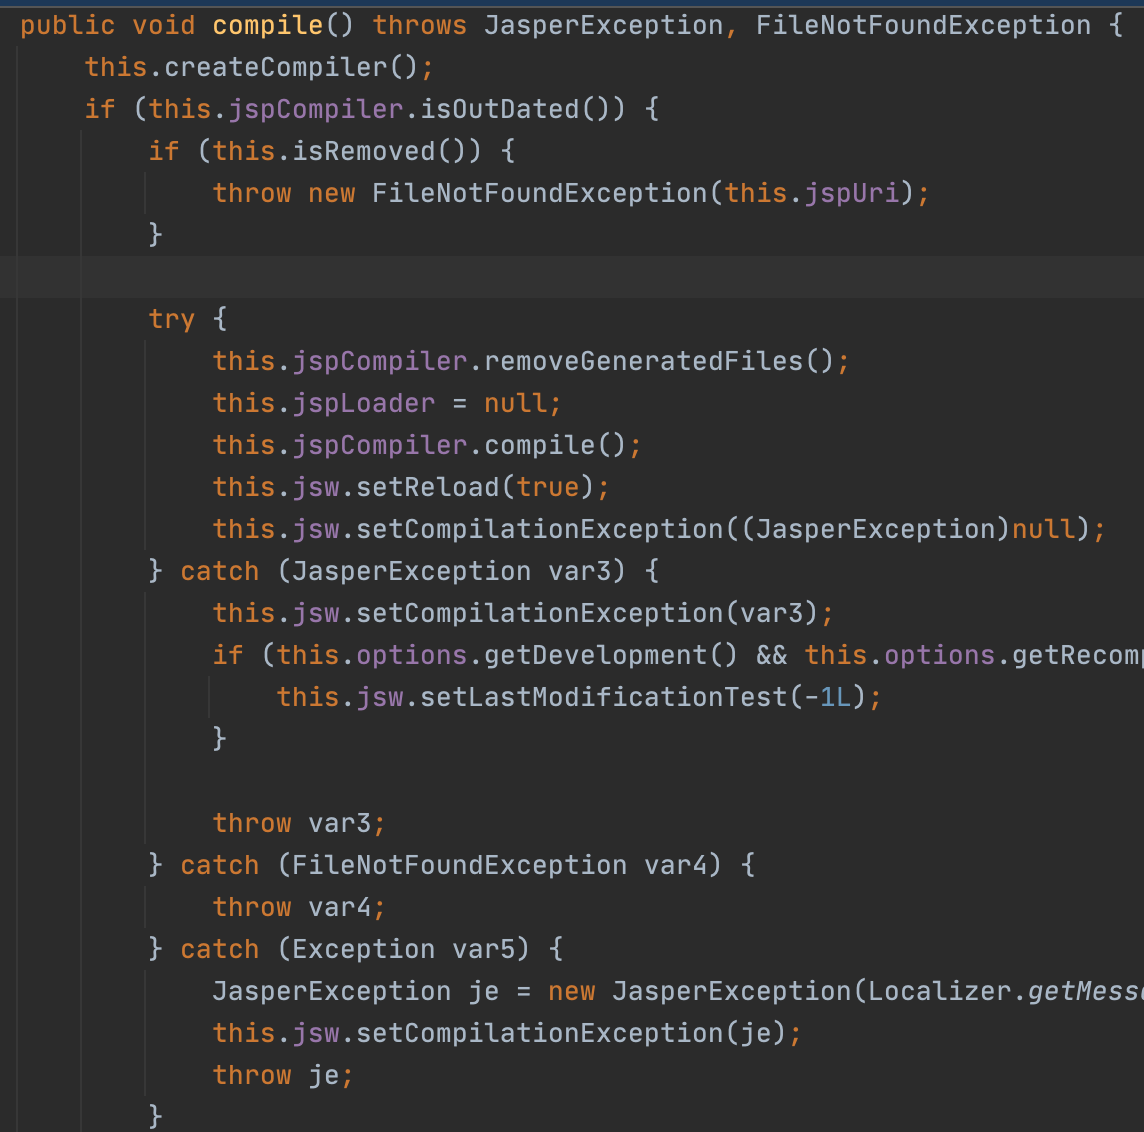 public void compile() throws JasperException, FileNotFoundException {
    this.createCompiler();
    if (this.jspCompiler.isOutDated()) {
        if (this.isRemoved()) {
            throw new FileNotFoundException(this.jspUri);
        }

        try {
            this.jspCompiler.removeGeneratedFiles();
            this.jspLoader = null;
            this.jspCompiler.compile();
            this.jsw.setReload(true);
            this.jsw.setCompilationException((JasperException)null);
        } catch (JasperException var3) {
            this.jsw.setCompilationException(var3);
            if (this.options.getDevelopment() && this.options.getRecom
                this.jsw.setLastModificationTest(-1L);
            }

            throw var3;
        } catch (FileNotFoundException var4) {
            throw var4;
        } catch (Exception var5) {
            JasperException je = new JasperException(Localizer.getMess
            this.jsw.setCompilationException(je);
            throw je;
        }